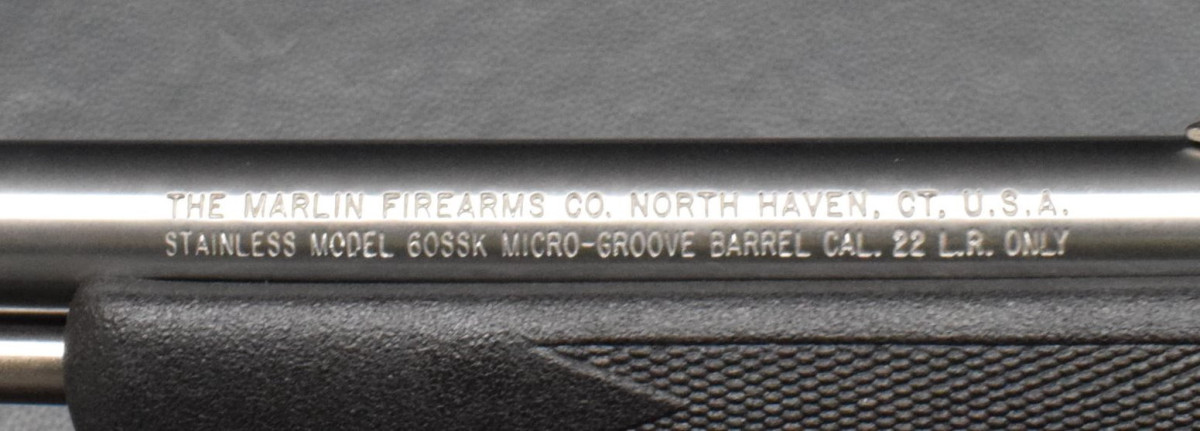 THE MARLIN FIREARMS CO. NORTH HAVEN, CT, U.S.A.
STAINLESS MODEL 60SSK MICRO-GROOVE BARREL CAL. 22 L.R. ONLY